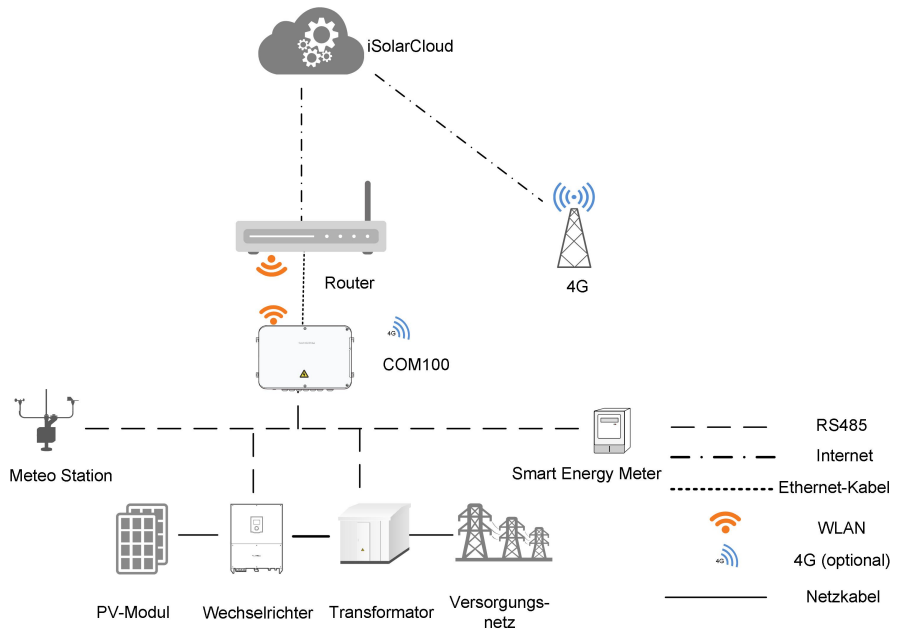 iSolarCloud
Router
4G
4G
COM100
Meteo Station
Smart Energy Meter
PV-Modul
Wechselrichter
Transformator
Versorgungs-
netz
RS485
Internet
Ethernet-Kabel
WLAN
4G
4G (optional)
Netzkabel